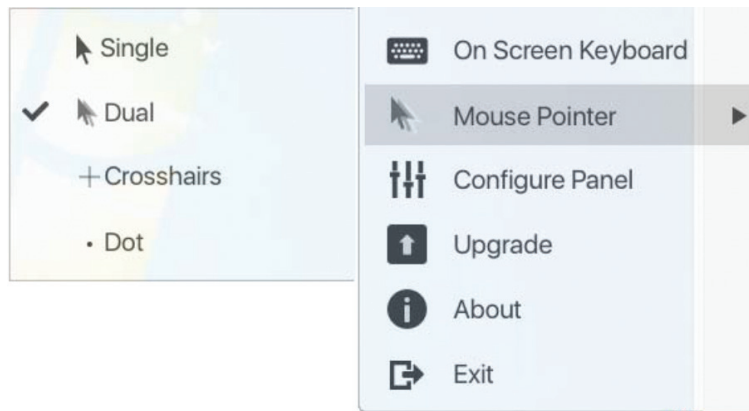 Single
Dual
Crosshairs
Dot
On Screen Keyboard
Mouse Pointer
Configure Panel
Upgrade
About
Exit